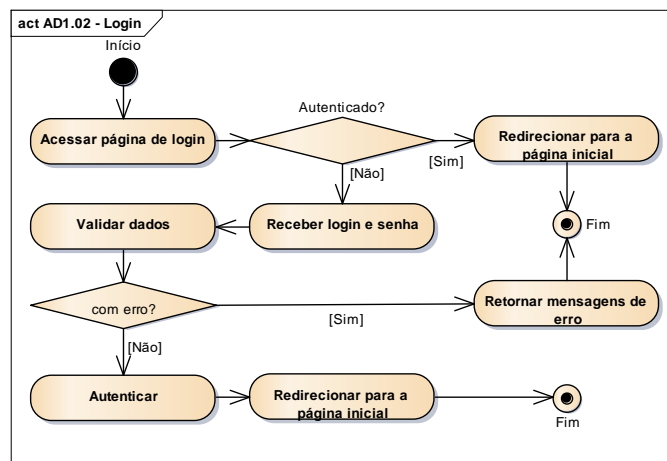 act AD1.02 - Login
Início
Acessar página de login
Autenticado?
[Sim]
Redirecionar para a
página inicial
[Não]
Validar dados
Receber login e senha
Fim
com erro?
[Sim]
Retornar mensagens de
erro
[Não]
Autenticar
Redirecionar para a
página inicial
Fim